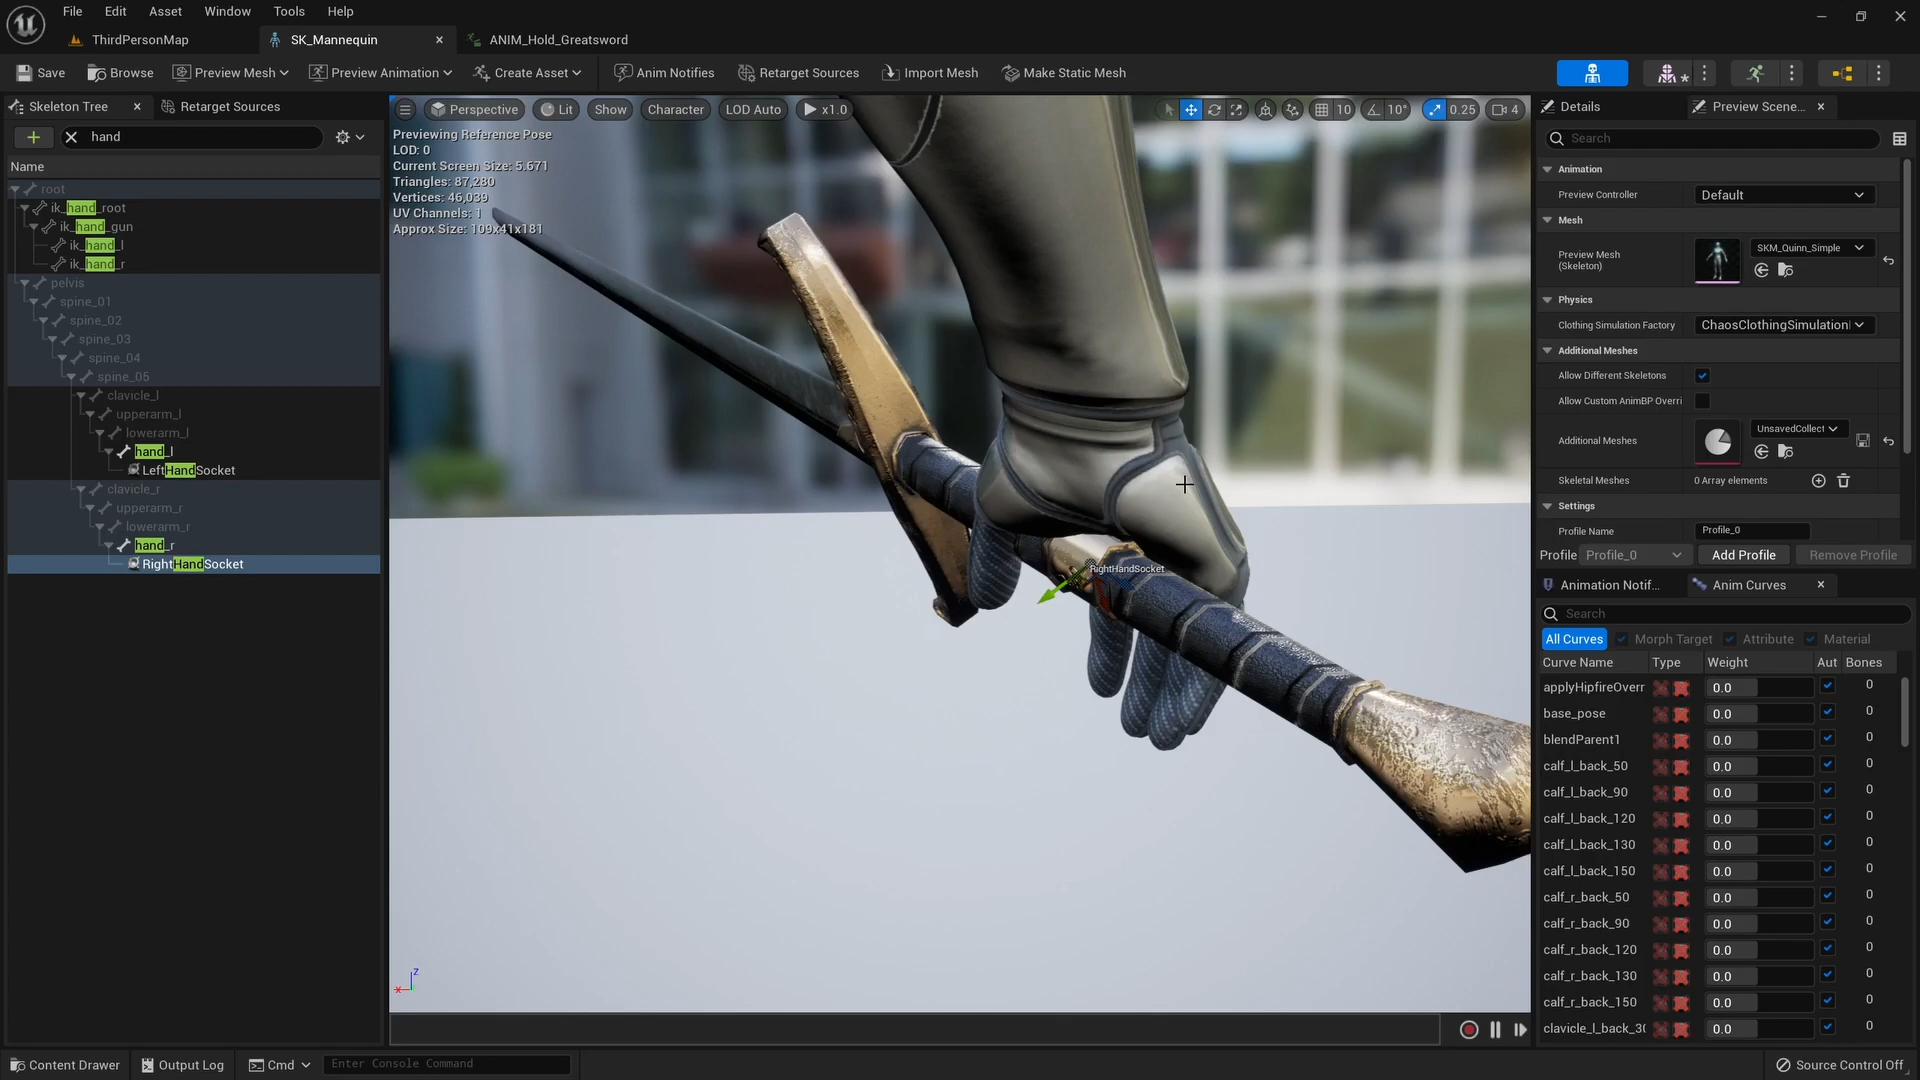 File Edit Asset Window Tools Help
ThirdPersonMap SK_Mannequin ANIM_Hold_Greatsword
Save Browse Preview Mesh Preview Animation Create Asset Anim Notifies Retarget Sources Import Mesh Make Static Mesh
Skeleton Tree Retarget Sources
hand
Name
root
ik_hand_root
ik_hand_gun
ik_hand_l
ik_hand_r
pelvis
spine_01
spine_02
spine_03
spine_04
spine_05
clavicle_l
upperarm_l
lowerarm_l
hand_l
LeftHandSocket
clavicle_r
upperarm_r
lowerarm_r
hand_r
RightHandSocket
Perspective Lit Show Character LOD Auto x1.0 10 10° 0.25 4
Previewing Reference Pose
LOD: 0
Current Screen Size: 5.671
Triangles: 87,280
Vertices: 46,039
UV Channels: 1
Approx Size: 109x41x181
RightHandSocket
z
x
Details Preview Scene...
Search
Animation
Preview Controller Default
Mesh
Preview Mesh
(Skeleton)
SKM_Quinn_Simple
Physics
Clothing Simulation Factory ChaosClothingSimulation
Additional Meshes
Allow Different Skeletons
Allow Custom AnimBP Overri
Additional Meshes UnsavedCollect
Skeletal Meshes 0 Array elements
Settings
Profile Name Profile_0
Profile Profile_0 Add Profile Remove Profile
Animation Notif... Anim Curves
Search
All Curves Morph Target Attribute Material
Curve Name Type Weight Aut Bones
applyHipfireOverr 0.0 0
base_pose 0.0 0
blendParent1 0.0 0
calf_l_back_50 0.0 0
calf_l_back_90 0.0 0
calf_l_back_120 0.0 0
calf_l_back_130 0.0 0
calf_l_back_150 0.0 0
calf_r_back_50 0.0 0
calf_r_back_90 0.0 0
calf_r_back_120 0.0 0
calf_r_back_130 0.0 0
calf_r_back_150 0.0 0
clavicle_l_back_30 0.0 0
Content Drawer Output Log Cmd Enter Console Command Source Control Off